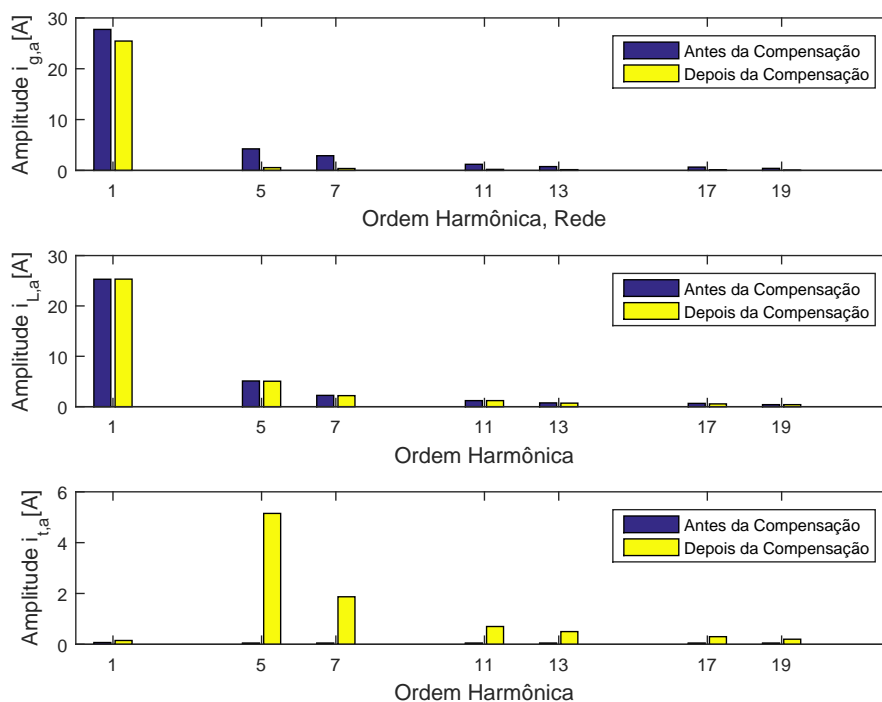 Amplitude i_{g,a}[A]
30
20
10
0
Antes da Compensação
Depois da Compensação
1 5 7 11 13 17 19
Ordem Harmônica, Rede
Amplitude i_{L,a}[A]
30
20
10
0
Antes da Compensação
Depois da Compensação
1 5 7 11 13 17 19
Ordem Harmônica
Amplitude i_{t,a}[A]
6
4
2
0
Antes da Compensação
Depois da Compensação
1 5 7 11 13 17 19
Ordem Harmônica